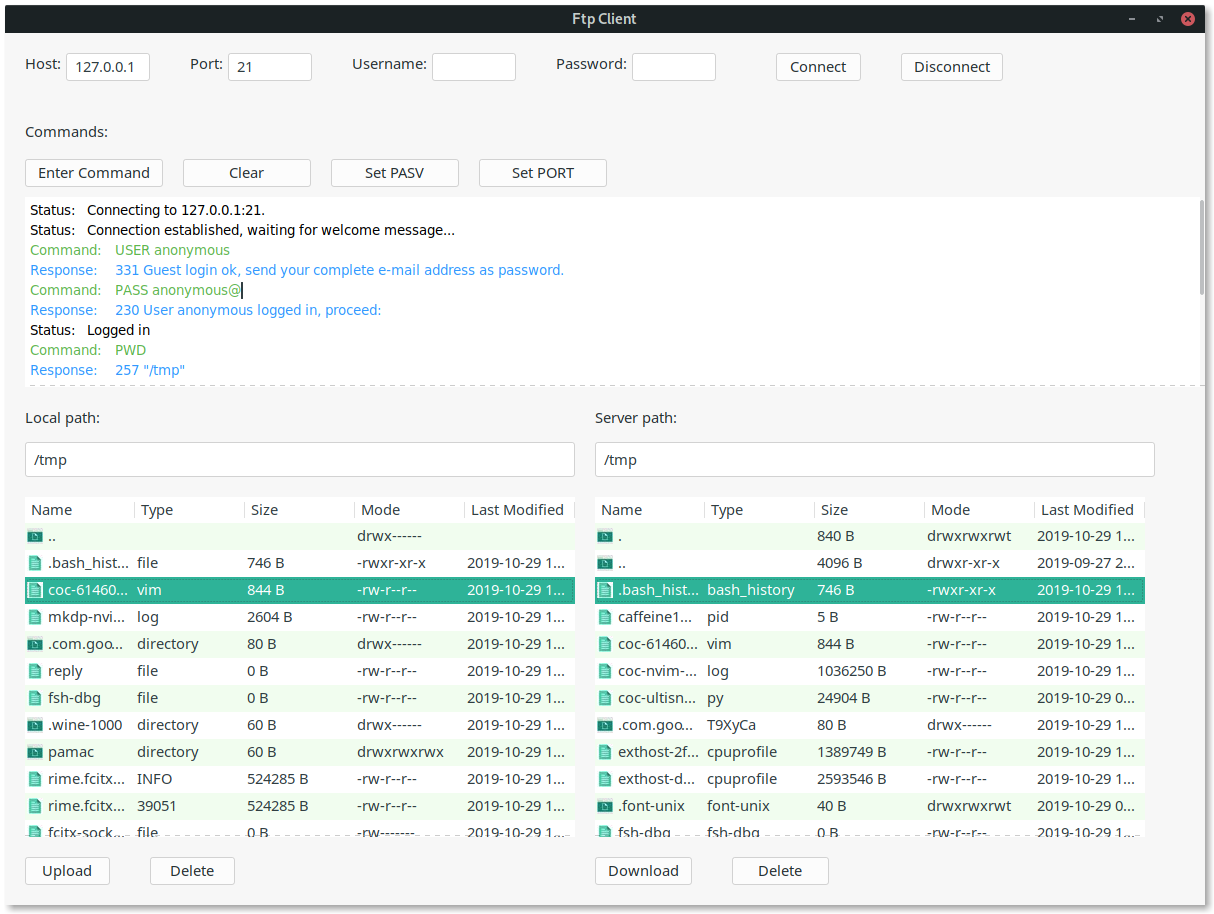 Ftp Client
Host: 127.0.0.1 Port: 21 Username: Password: Connect Disconnect
Commands:
Enter Command Clear Set PASV Set PORT
Status: Connecting to 127.0.0.1:21.
Status: Connection established, waiting for welcome message...
Command: USER anonymous
Response: 331 Guest login ok, send your complete e-mail address as password.
Command: PASS anonymous@
Response: 230 User anonymous logged in, proceed:
Status: Logged in
Command: PWD
Response: 257 "/tmp"
Local path: Server path:
/tmp /tmp
Name Type Size Mode Last Modified Name Type Size Mode Last Modified
.. drwx------ . 840 B drwxrwxrwt 2019-10-29 1...
.bash_hist... file 746 B -rwxr-xr-x 2019-10-29 1... .. 4096 B drwxr-xr-x 2019-09-27 2...
coc-61460... vim 844 B -rw-r--r-- 2019-10-29 1... .bash_hist... bash_history 746 B -rwxr-xr-x 2019-10-29 1...
mkdp-nvi... log 2604 B -rw-r--r-- 2019-10-29 1... caffeine1... pid 5 B -rw-r--r-- 2019-10-29 1...
.com.goo... directory 80 B drwx------ 2019-10-29 1... coc-61460... vim 844 B -rw-r--r-- 2019-10-29 1...
reply file 0 B -rw-r--r-- 2019-10-29 1... coc-nvim-... log 1036250 B -rw-r--r-- 2019-10-29 1...
fsh-dbg file 0 B -rw-r--r-- 2019-10-29 1... coc-ultisn... py 24904 B -rw-r--r-- 2019-10-29 0...
.wine-1000 directory 60 B drwx------ 2019-10-29 1... .com.goo... T9XyCa 80 B drwx------ 2019-10-29 1...
pamac directory 60 B drwxrwxrwx 2019-10-29 1... exthost-2f... cpuprofile 1389749 B -rw-r--r-- 2019-10-29 1...
rime.fcitx... INFO 524285 B -rw-r--r-- 2019-10-29 1... exthost-d... cpuprofile 2593546 B -rw-r--r-- 2019-10-29 1...
rime.fcitx... 39051 524285 B -rw-r--r-- 2019-10-29 1... .font-unix font-unix 40 B drwxrwxrwt 2019-10-29 0...
fcitx-sock... file 0 B -rw------- 2019-10-29 1... fsh-dbg fsh-dbg 0 B -rw-r--r-- 2019-10-29 1...
Upload Delete Download Delete